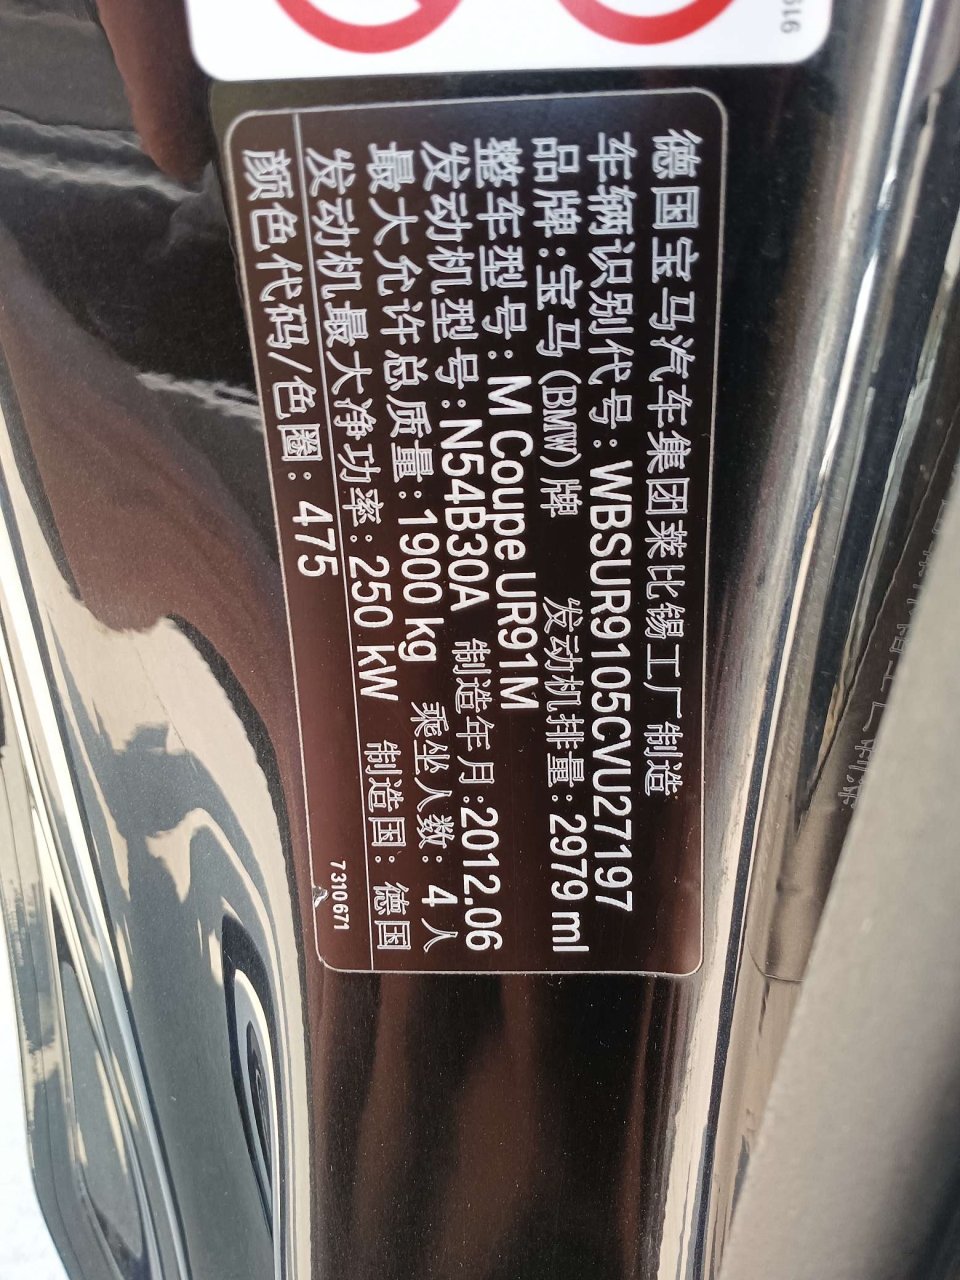 916
德国宝马汽车集团莱比锡工厂制造
车辆识别代号: WBSUR9105CVU27197
品牌: 宝马 (BMW) 牌 发动机排量: 2979 ml
整车型号: M Coupe UR91M
发动机型号: N54B30A 制造年月: 2012.06
最大允许总质量: 1900 kg 乘坐人数: 4 人
发动机最大净功率: 250 kW 制造国: 德国
颜色代码/色圈: 475 7 310 671